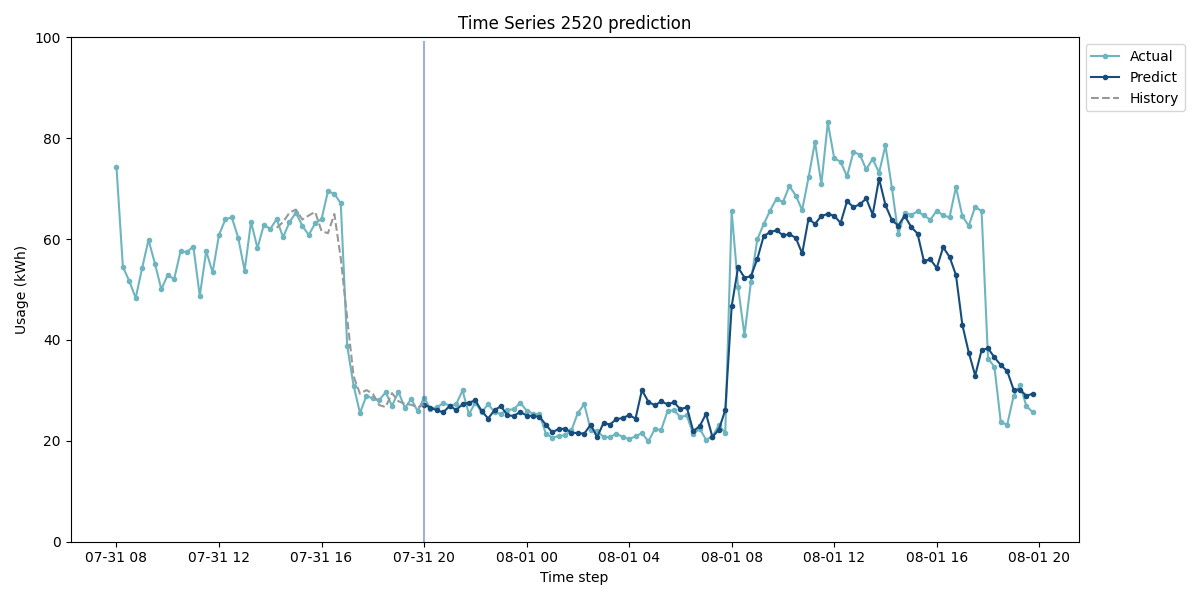 Time Series 2520 prediction
100
80
60
40
20
0
Usage (kWh)
07-31 08
07-31 12
07-31 16
07-31 20
08-01 00
08-01 04
08-01 08
08-01 12
08-01 16
08-01 20
Time step
Actual
Predict
History